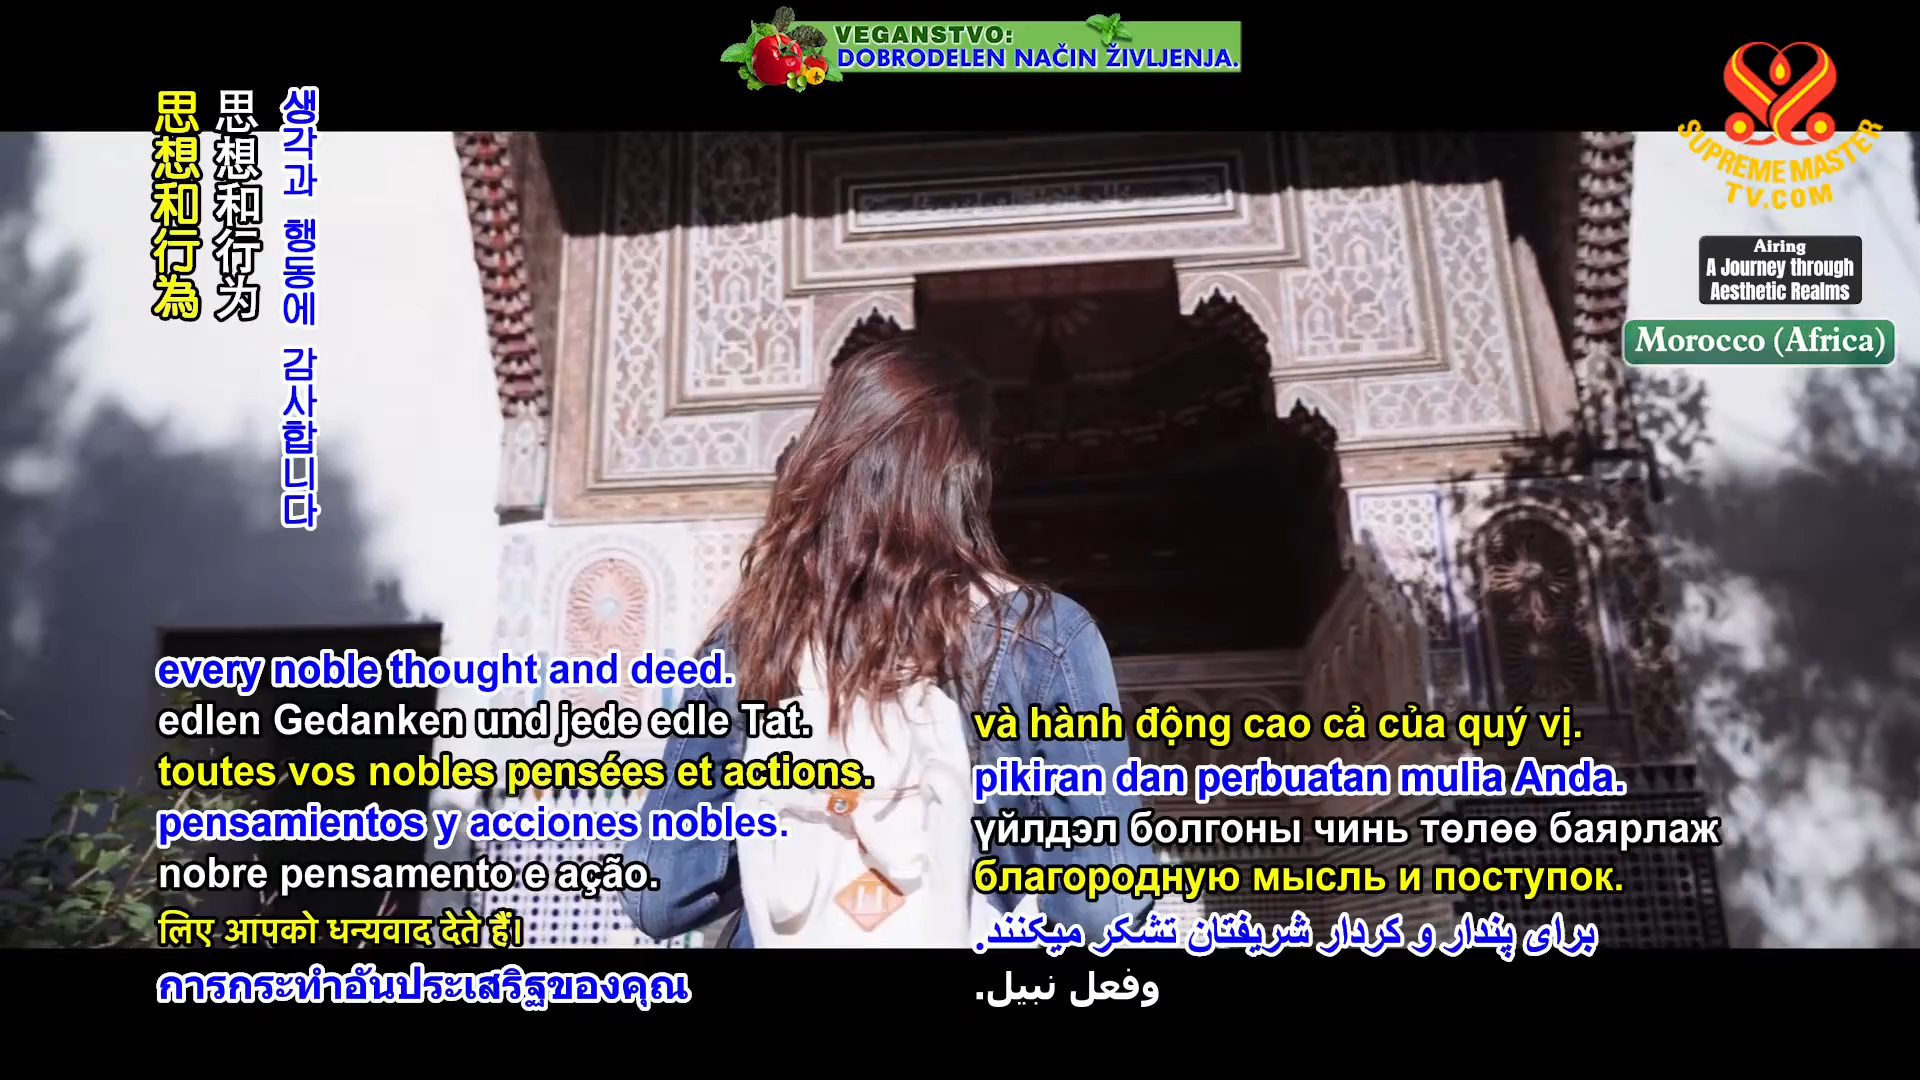 VEGANSTVO:
DOBRODELEN NAČIN ŽIVLJENJA.
SUPREME MASTER
TV.COM
Airing
A Journey through
Aesthetic Realms
Morocco (Africa)
思想和行為
思想和行为
생각과 행동에 감사합니다
every noble thought and deed.
edlen Gedanken und jede edle Tat.
toutes vos nobles pensées et actions.
pensamientos y acciones nobles.
nobre pensamento e ação.
लिए आपको धन्यवाद देते हैं।
การกระทำอันประเสริฐของคุณ
và hành động cao cả của quý vị.
pikiran dan perbuatan mulia Anda.
үйлдэл болгоны чинь төлөө баярлаж
благородную мысль и поступок.
برای پندار و کردار شریفتان تشکر میکنند.
وفعل نبيل.